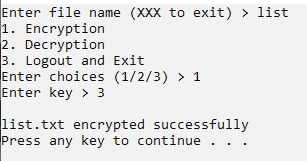 Enter file name (XXX to exit) > list
1. Encryption
2. Decryption
3. Logout and Exit
Enter choices (1/2/3) > 1
Enter key > 3
list.txt encrypted successfully
Press any key to continue . . .